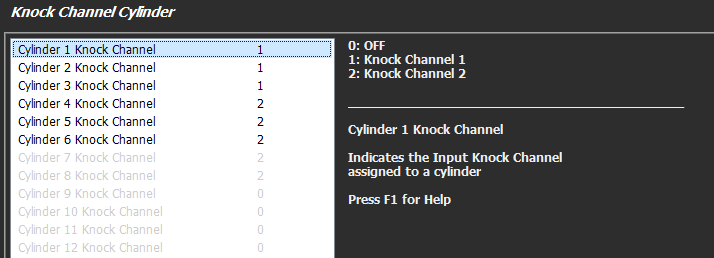 Knock Channel Cylinder
Cylinder 1 Knock Channel 1
Cylinder 2 Knock Channel 1
Cylinder 3 Knock Channel 1
Cylinder 4 Knock Channel 2
Cylinder 5 Knock Channel 2
Cylinder 6 Knock Channel 2
Cylinder 7 Knock Channel 2
Cylinder 8 Knock Channel 2
Cylinder 9 Knock Channel 0
Cylinder 10 Knock Channel 0
Cylinder 11 Knock Channel 0
Cylinder 12 Knock Channel 0
0: OFF
1: Knock Channel 1
2: Knock Channel 2
Cylinder 1 Knock Channel
Indicates the Input Knock Channel
assigned to a cylinder
Press F1 for Help